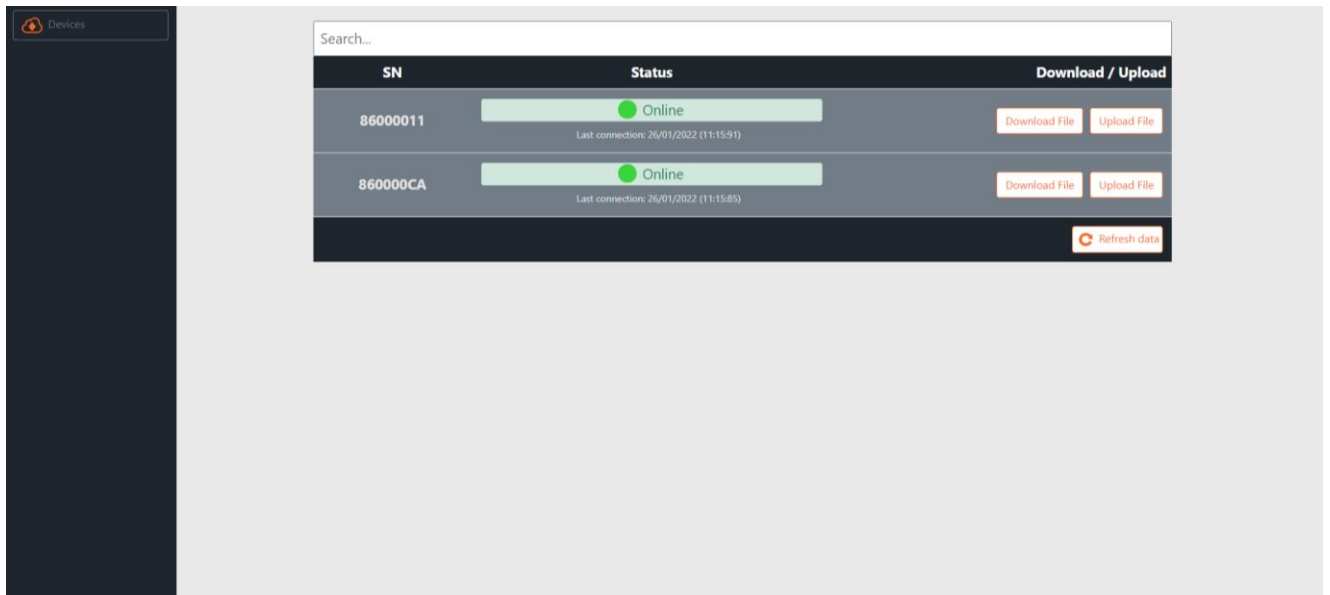 Devices
Search...
SN Status Download / Upload
86000011 Online Download File Upload File
Last connection: 26/01/2022 (11:15:91)
860000CA Online Download File Upload File
Last connection: 26/01/2022 (11:15:85)
Refresh data